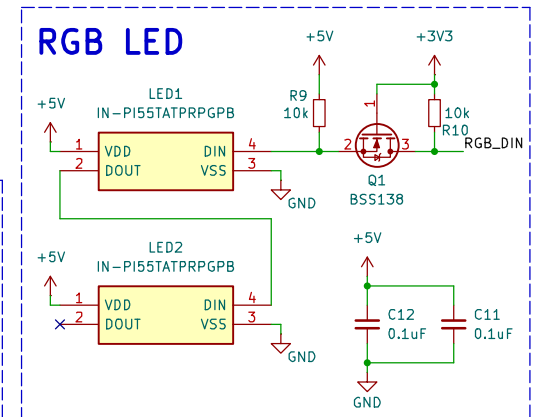 RGB LED
+5V
+3V3
LED1
IN-PI55TATPRPGPB
+5V
R9
10k
1
10k
R10
1 VDD DIN 4
2 DOUT VSS 3
2 3
RGB_DIN
GND
Q1
BSS138
LED2
IN-PI55TATPRPGPB
+5V
+5V
1 VDD DIN 4
2 DOUT VSS 3
GND
C12
0.1uF
C11
0.1uF
GND